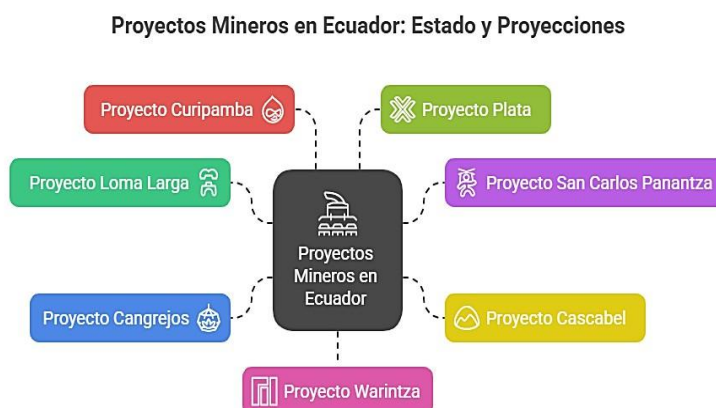 Proyectos Mineros en Ecuador: Estado y Proyecciones
Proyecto Curipamba
Proyecto Plata
Proyecto Loma Larga
Proyecto San Carlos Panantza
Proyectos
Mineros en
Ecuador
Proyecto Cangrejos
Proyecto Cascabel
Proyecto Warintza